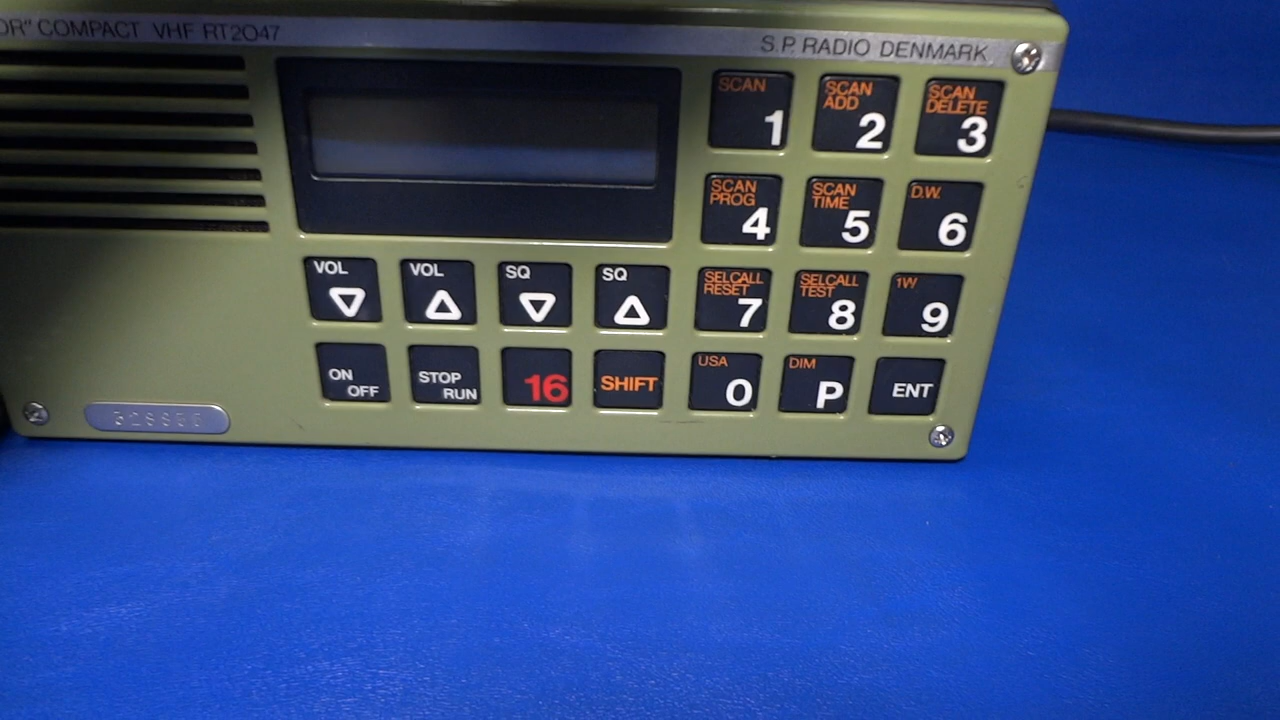 OR" COMPACT VHF RT2047
S.P. RADIO DENMARK
SCAN
1
SCAN
ADD
2
SCAN
DELETE
3
SCAN
PROG
4
SCAN
TIME
5
D.W.
6
VOL
VOL
SQ
SQ
SELCALL
RESET
7
SELCALL
TEST
8
1W
9
ON
OFF
STOP
RUN
16
SHIFT
USA
0
DIM
P
ENT